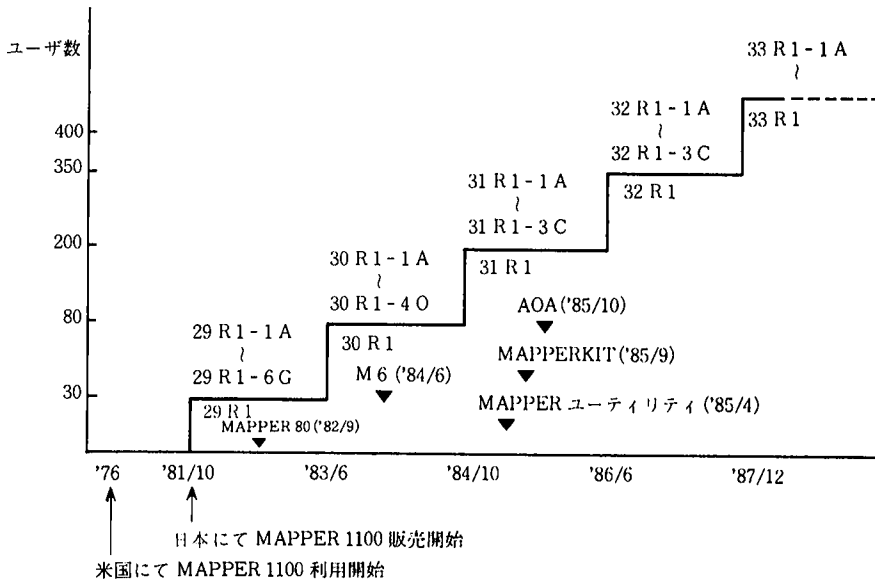 ユーザ数
400
350
200
80
30
33 R 1 - 1 A
~
33 R 1
32 R 1 - 1 A
~
32 R 1 - 3 C
32 R 1
31 R 1 - 1 A
~
31 R 1 - 3 C
31 R 1
30 R 1 - 1 A
~
30 R 1 - 4 O
30 R 1
29 R 1 - 1 A
~
29 R 1 - 6 G
29 R 1
AOA ('85/10)
MAPPERKIT ('85/9)
M 6 ('84/6)
MAPPER ユーティリティ ('85/4)
MAPPER 80 ('82/9)
'76 '81/10 '83/6 '84/10 '86/6 '87/12
日本にて MAPPER 1100 販売開始
米国にて MAPPER 1100 利用開始